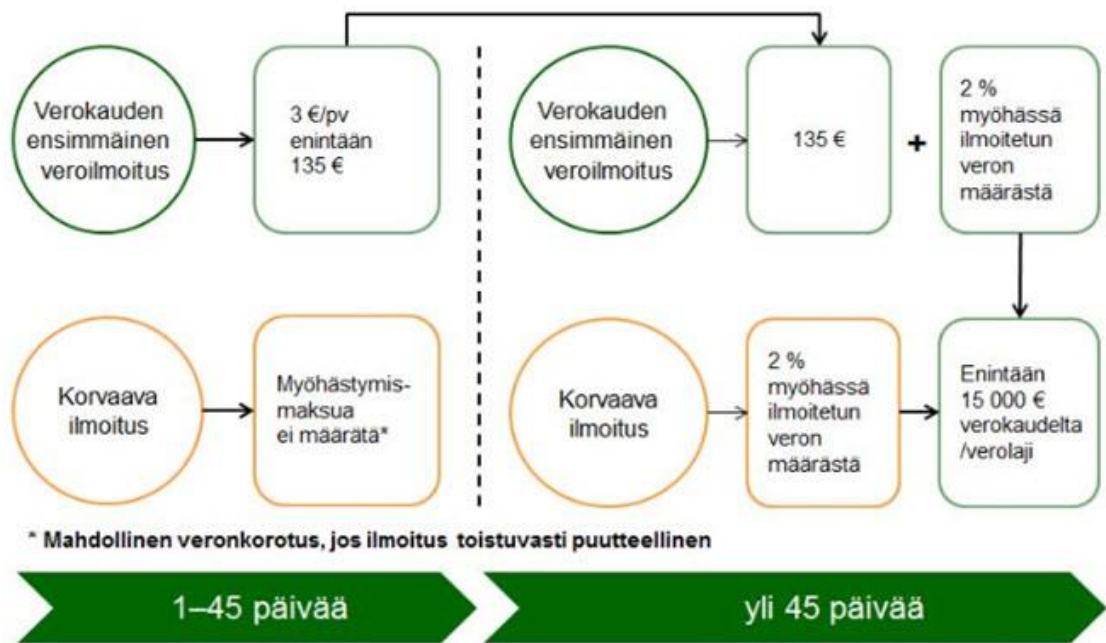 Verokauden
ensimmäinen
veroilmoitus
3 €/pv
enintään
135 €
Verokauden
ensimmäinen
veroilmoitus
135 €
+
2 %
myöhässä
ilmoitetun
veron
määrästä
Korvaava
ilmoitus
Myöhästymis-
maksua
ei määrätä*
Korvaava
ilmoitus
2 %
myöhässä
ilmoitetun
veron
määrästä
Enintään
15 000 €
verokaudelta
/verolaji
* Mahdollinen veronkorotus, jos ilmoitus toistuvasti puutteellinen
1–45 päivää
yli 45 päivää